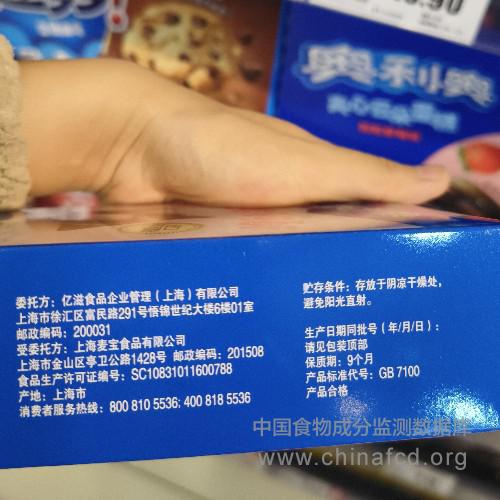 .90
奥利奥
夹心云朵蛋糕
委托方：亿滋食品企业管理（上海）有限公司
上海市徐汇区富民路291号悟锦世纪大楼6楼01室
邮政编码：200031
受委托方：上海麦宝食品有限公司
上海市金山区亭卫公路1428号 邮政编码：201508
食品生产许可证编号：SC10831011600788
产地：上海市
消费者服务热线：800 810 5536; 400 818 5536
贮存条件：存放于阴凉干燥处，
避免阳光直射。
生产日期同批号（年/月/日）：
请见包装顶部
保质期：9个月
产品标准代号：GB 7100
产品合格
中国食物成分监测数据库
www.chinafcd.org